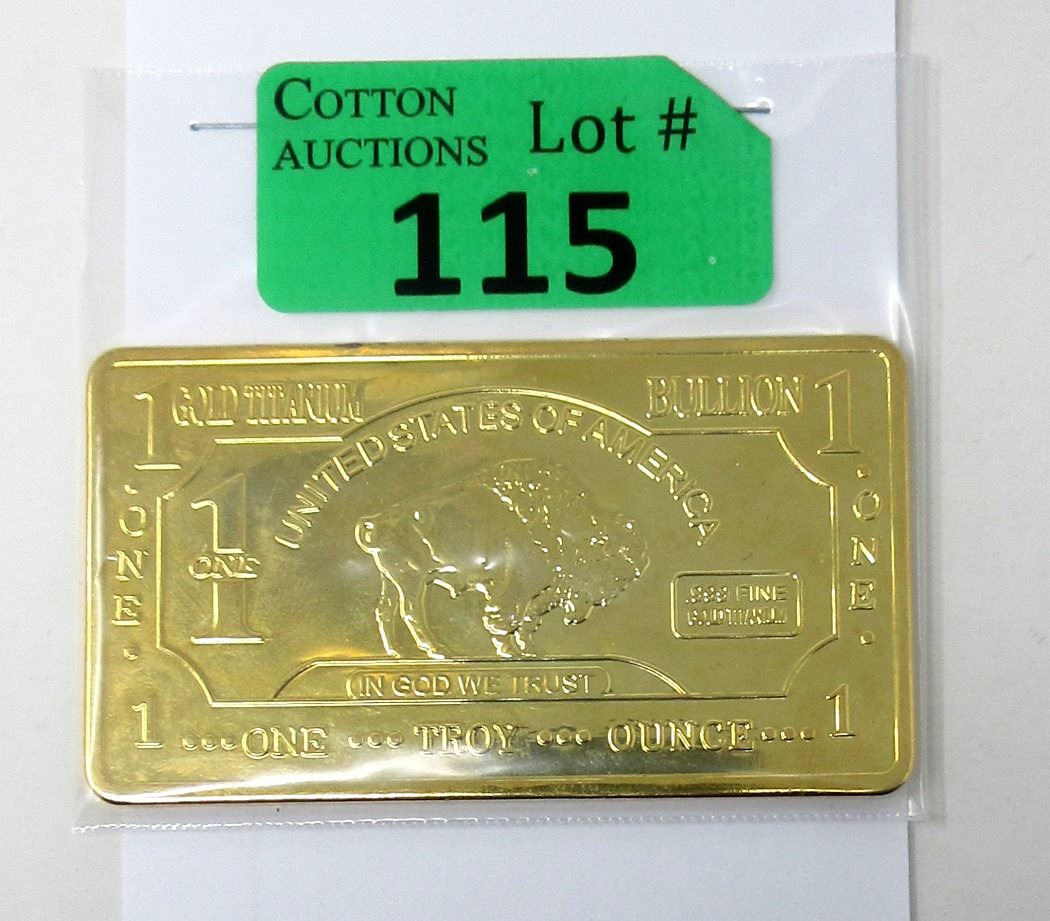 COTTON
AUCTIONS
Lot #
115
1 GOLD TITANIUM BULLION 1
UNITED STATES OF AMERICA
ONE
1
ONE
1
ONE
.999 FINE
GOLD TITANIUM
IN GOD WE TRUST
1 ... ONE ... TROY ... OUNCE ... 1